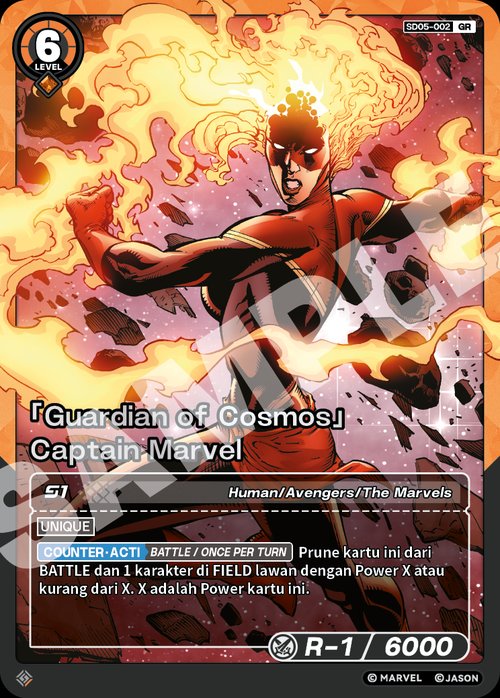 6
LEVEL
SD05-002 GR
SAMPLE
「Guardian of Cosmos」
Captain Marvel
S1
Human/Avengers/The Marvels
UNIQUE
COUNTER·ACT BATTLE / ONCE PER TURN Prune kartu ini dari
BATTLE dan 1 karakter di FIELD lawan dengan Power X atau
kurang dari X. X adalah Power kartu ini.
R-1 / 6000
© MARVEL © JASON